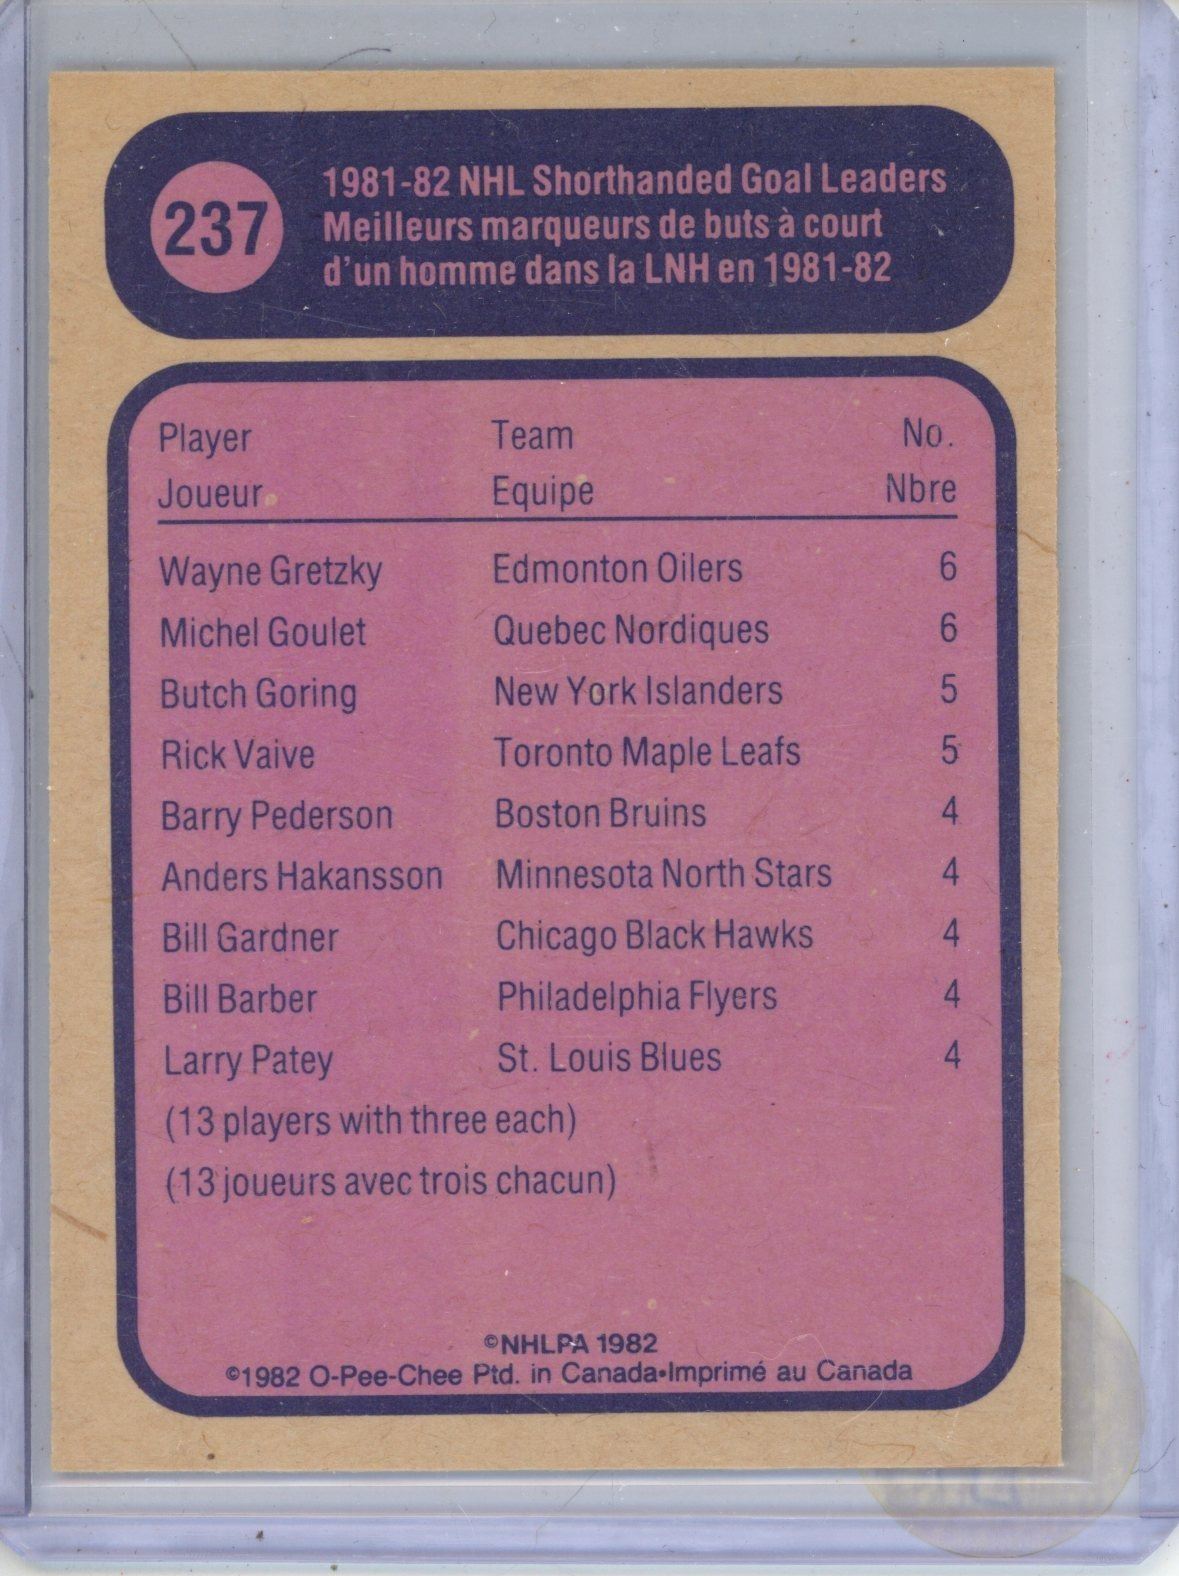 237
1981-82 NHL Shorthanded Goal Leaders
Meilleurs marqueurs de buts à court
d'un homme dans la LNH en 1981-82
Player Team No.
Joueur Equipe Nbre
Wayne Gretzky Edmonton Oilers 6
Michel Goulet Quebec Nordiques 6
Butch Goring New York Islanders 5
Rick Vaive Toronto Maple Leafs 5
Barry Pederson Boston Bruins 4
Anders Hakansson Minnesota North Stars 4
Bill Gardner Chicago Black Hawks 4
Bill Barber Philadelphia Flyers 4
Larry Patey St. Louis Blues 4
(13 players with three each)
(13 joueurs avec trois chacun)
©NHLPA 1982
©1982 O-Pee-Chee Ptd. in Canada•Imprimé au Canada